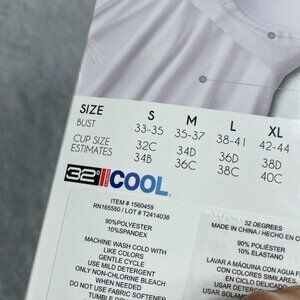 SIZE S M L XL
BUST 33-35 35-37 38-41 42-44
CUP SIZE ESTIMATES 32C 34D 36D 38D
34B 36C 38C 40C
32° COOL
ITEM # 1560459
RN165550 / LOT # T2414038
90%POLYESTER
10%SPANDEX
MACHINE WASH COLD WITH
LIKE COLORS
GENTLE CYCLE
USE MILD DETERGENT
ONLY NON-CHLORINE BLEACH
WHEN NEEDED
DO NOT USE FABRIC SOFTENER
32 DEGREES
MADE IN CHINA / HECHO EN C
90% POLIÉSTER
10% ELASTANO
LAVAR A MÁQUINA CON AGUA F
CON COLORES SIMILARE
EN CICLO DELICADO